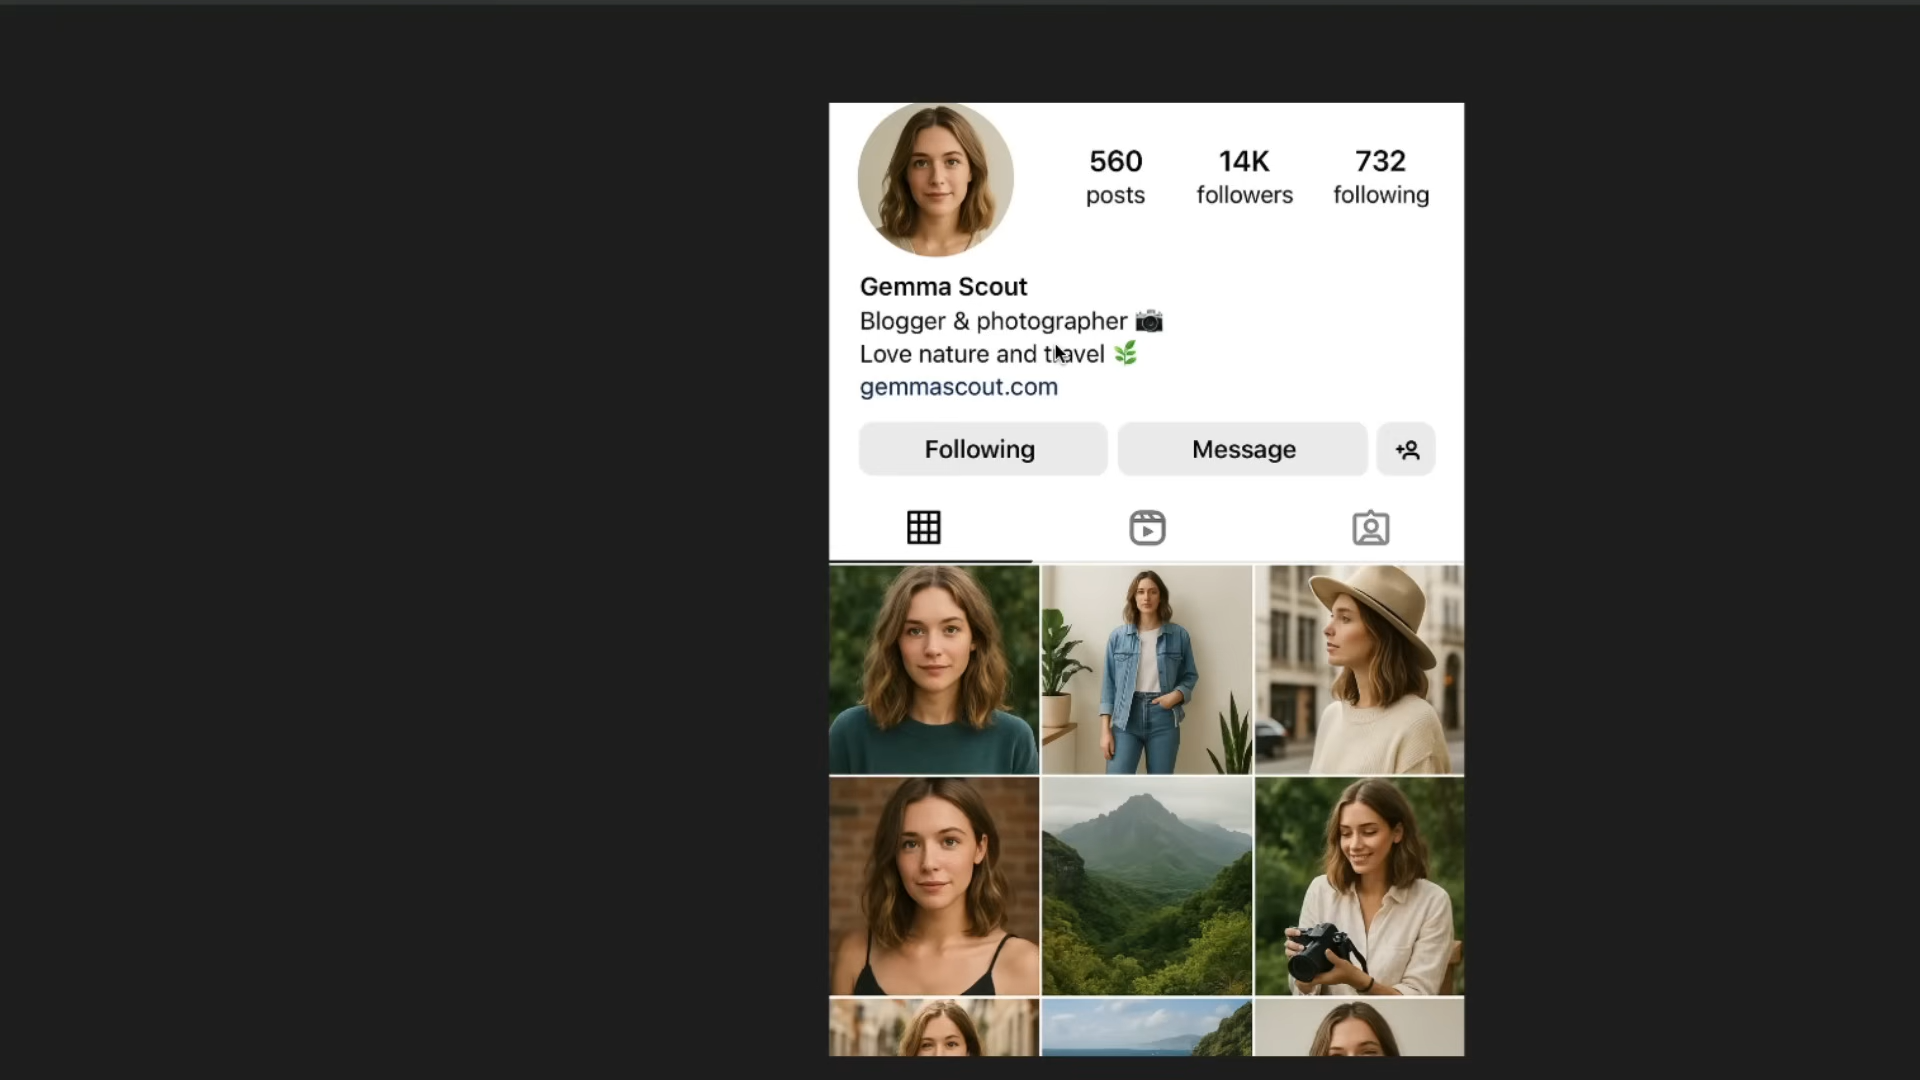 560 14K 732
posts followers following
Gemma Scout
Blogger & photographer 📷
Love nature and travel 🌿
gemmascout.com
Following Message